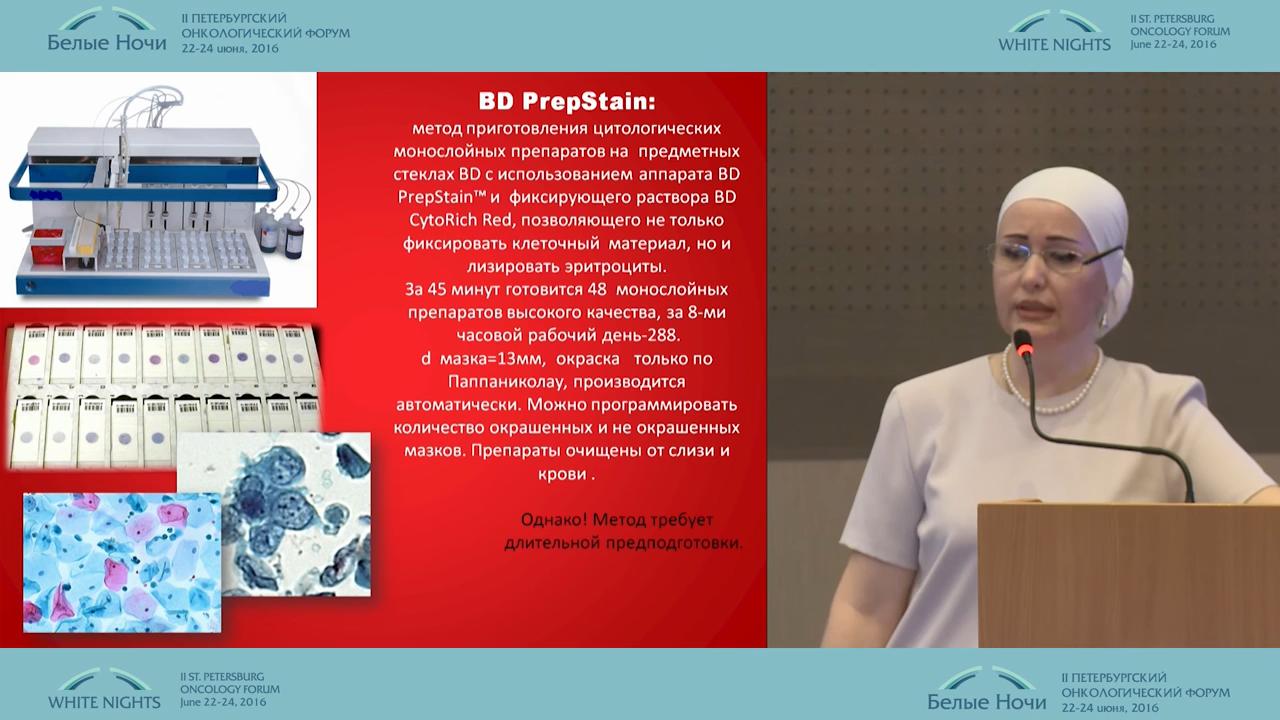 Белые Ночи
II ПЕТЕРБУРГСКИЙ
ОНКОЛОГИЧЕСКИЙ ФОРУМ
22-24 июня, 2016
WHITE NIGHTS
II ST. PETERSBURG
ONCOLOGY FORUM
June 22-24, 2016
BD PrepStain:
метод приготовления цитологических
монослойных препаратов на предметных
стеклах BD с использованием аппарата BD
PrepStain™ и фиксирующего раствора BD
CytoRich Red, позволяющего не только
фиксировать клеточный материал, но и
лизировать эритроциты.
За 45 минут готовится 48 монослойных
препаратов высокого качества, за 8-ми
часовой рабочий день-288.
d мазка=13мм, окраска только по
Паппаниколау, производится
автоматически. Можно программировать
количество окрашенных и не окрашенных
мазков. Препараты очищены от слизи и
крови .
Однако! Метод требует
длительной предподготовки.
WHITE NIGHTS
II ST. PETERSBURG
ONCOLOGY FORUM
June 22-24, 2016
Белые Ночи
II ПЕТЕРБУРГСКИЙ
ОНКОЛОГИЧЕСКИЙ ФОРУМ
22-24 июня, 2016